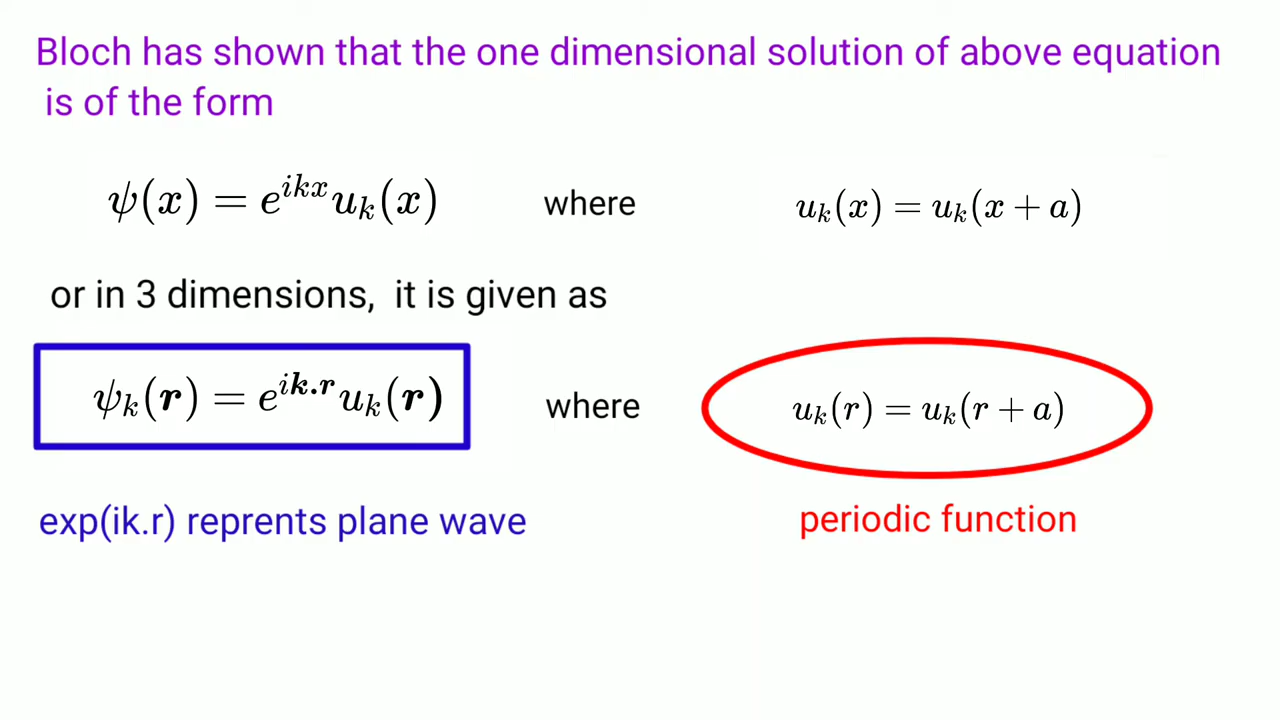 Bloch has shown that the one dimensional solution of above equation
is of the form
ψ(x) = e^{ikx}u_k(x) where u_k(x) = u_k(x + a)
or in 3 dimensions, it is given as
ψ_k(r) = e^{ik.r}u_k(r) where u_k(r) = u_k(r + a)
exp(ik.r) reprents plane wave periodic function